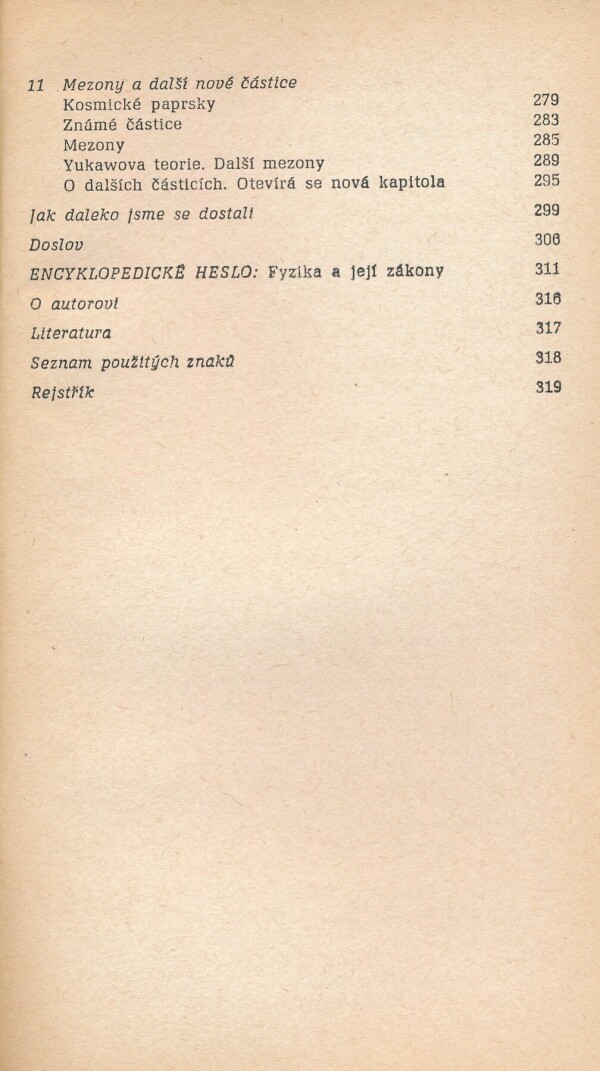 11 Mezony a další nové částice
Kosmické paprsky 279
Známé částice 283
Mezony 285
Yukawova teorie. Další mezony 289
O dalších částicích. Otevírá se nová kapitola 295
Jak daleko jsme se dostali 299
Doslov 306
ENCYKLOPEDICKÉ HESLO: Fyzika a její zákony 311
O autorovi 316
Literatura 317
Seznam použitých znaků 318
Rejstřík 319